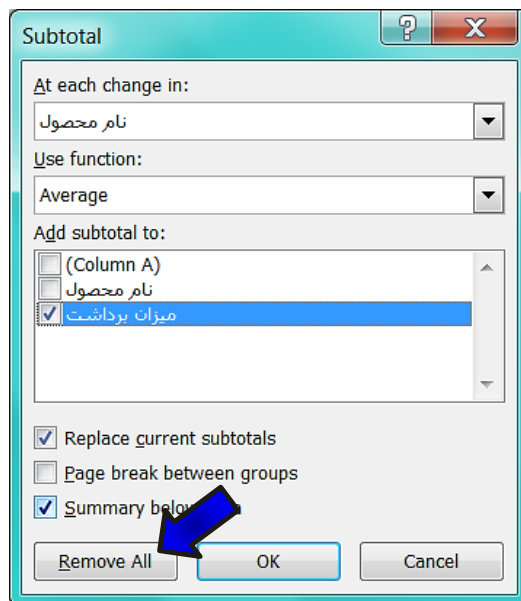 Subtotal
At each change in:
نام محصول
Use function:
Average
Add subtotal to:
(Column A)
نام محصول
میزان برداشت
Replace current subtotals
Page break between groups
Summary below
Remove All
OK
Cancel